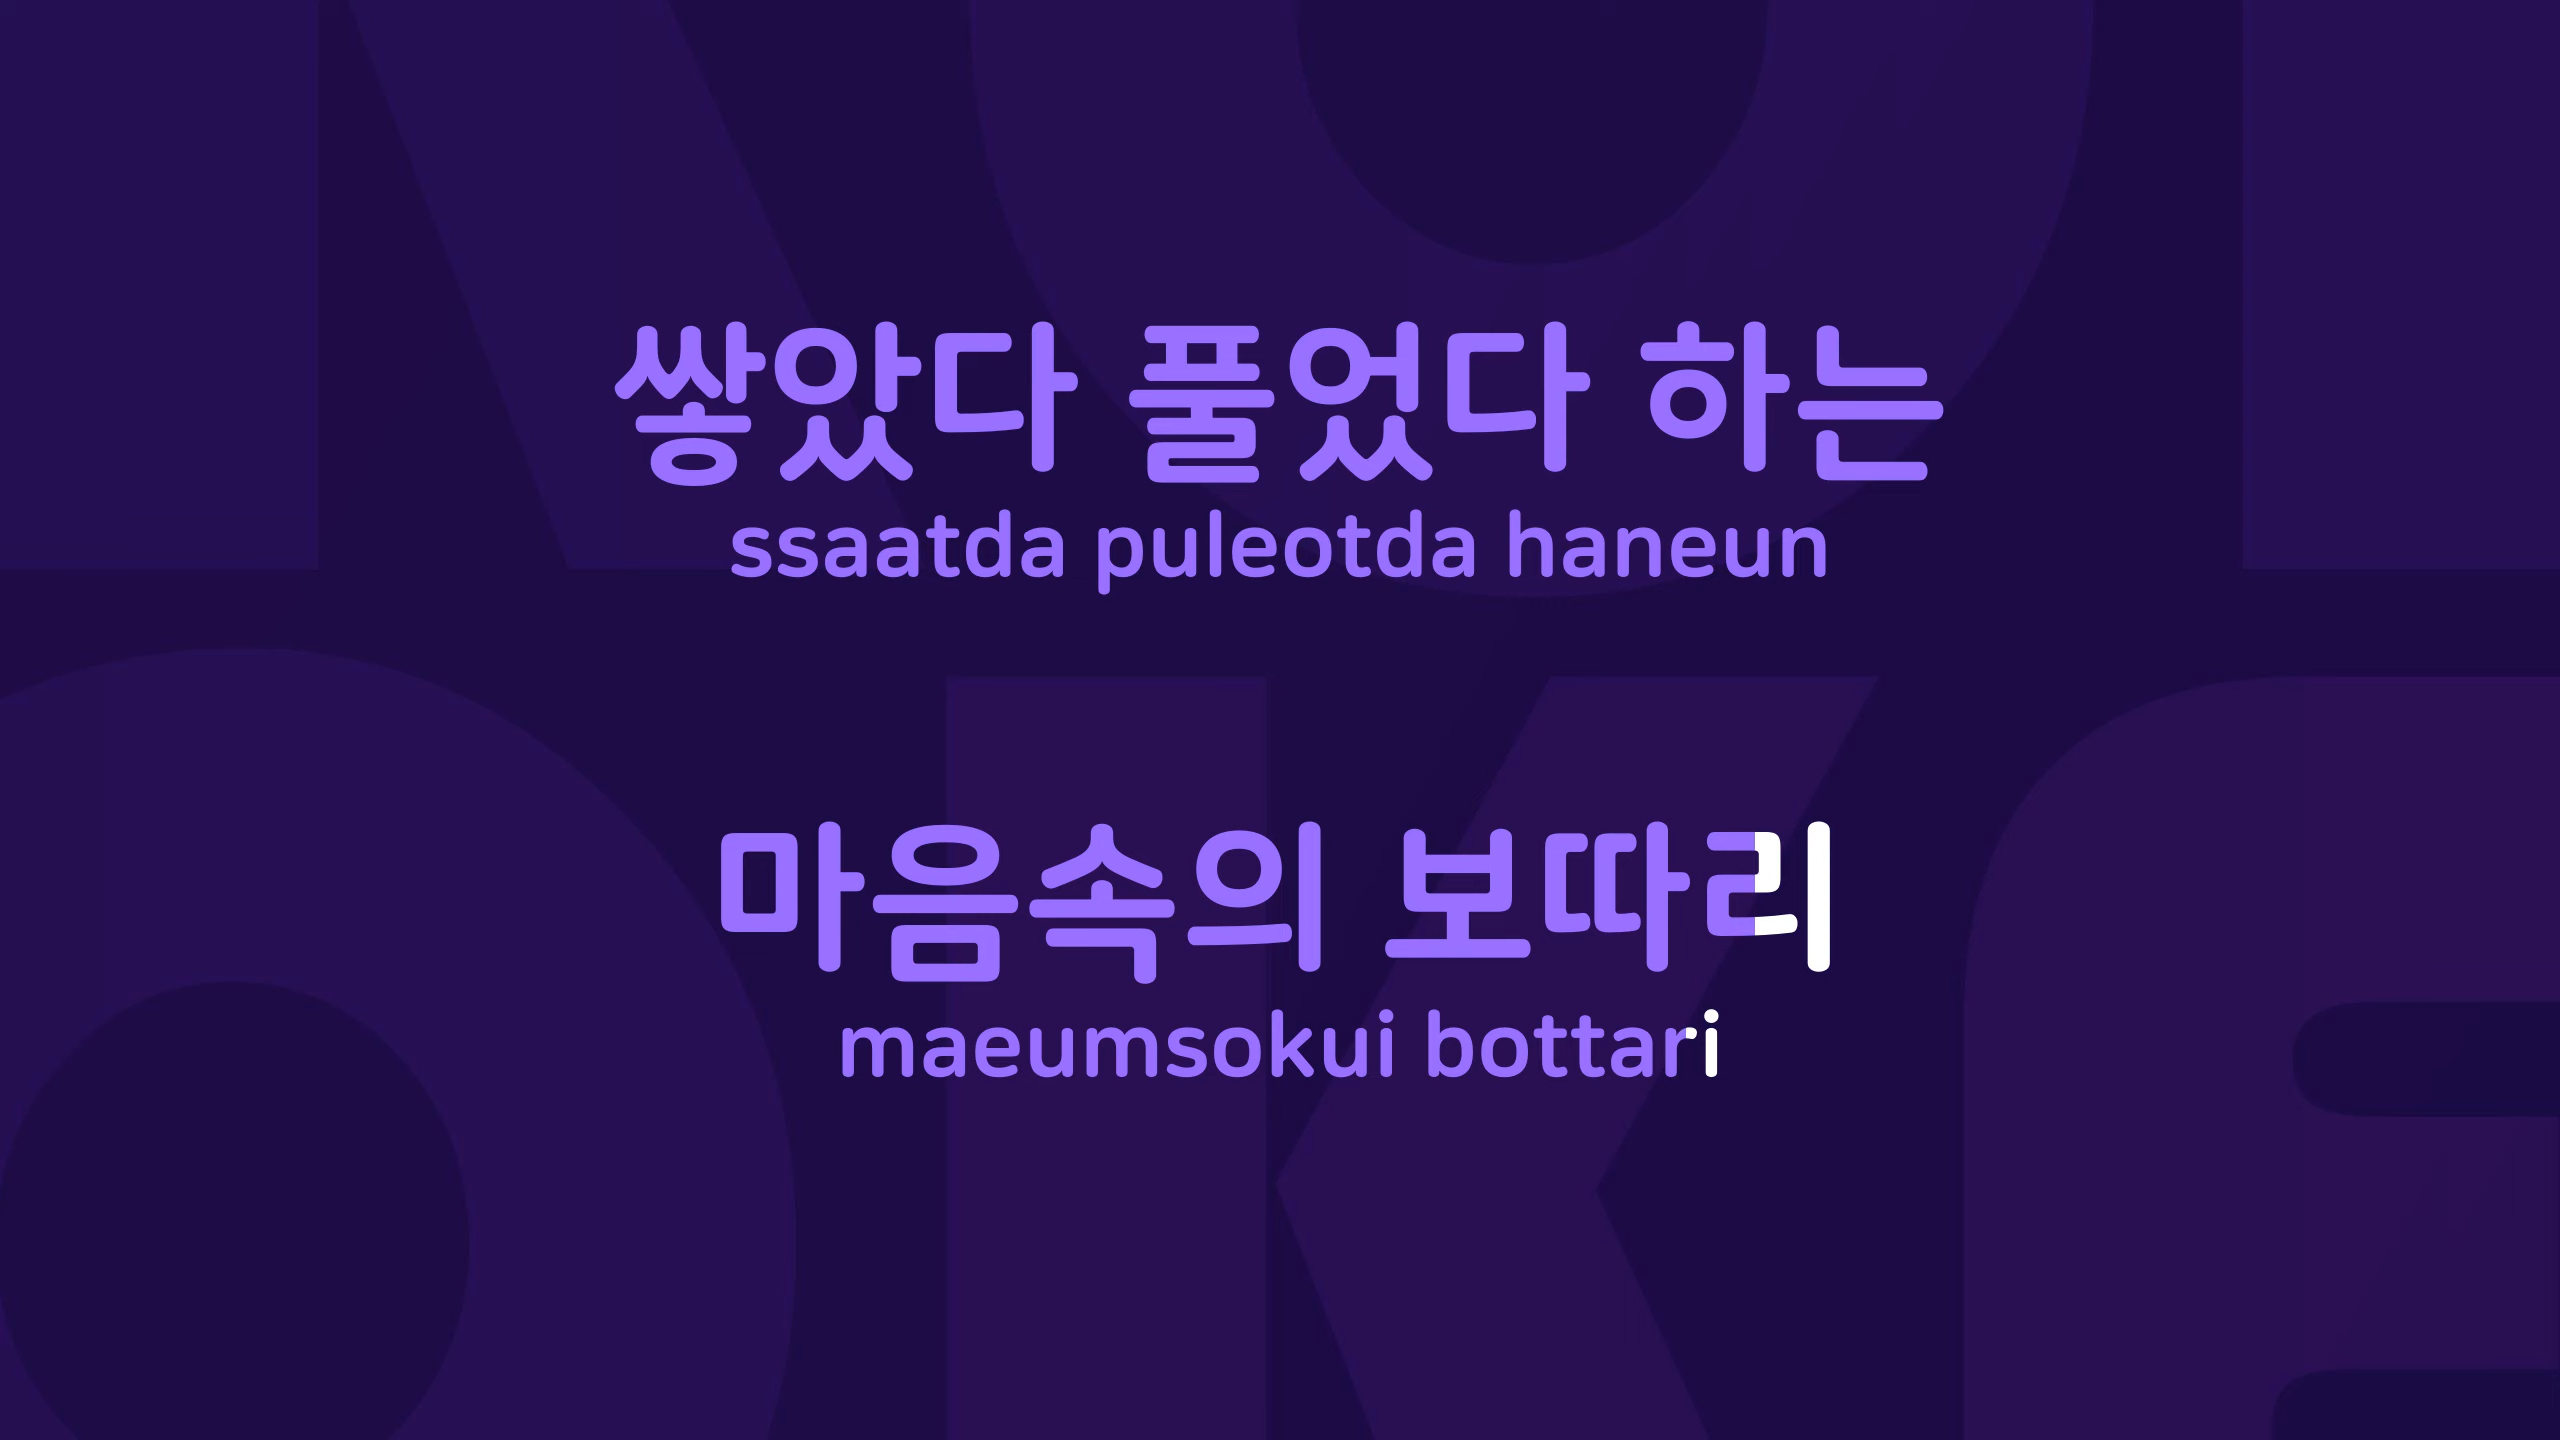 쌓았다 풀었다 하는
ssaatda puleotda haneun
마음속의 보따리
maeumsokui bottari